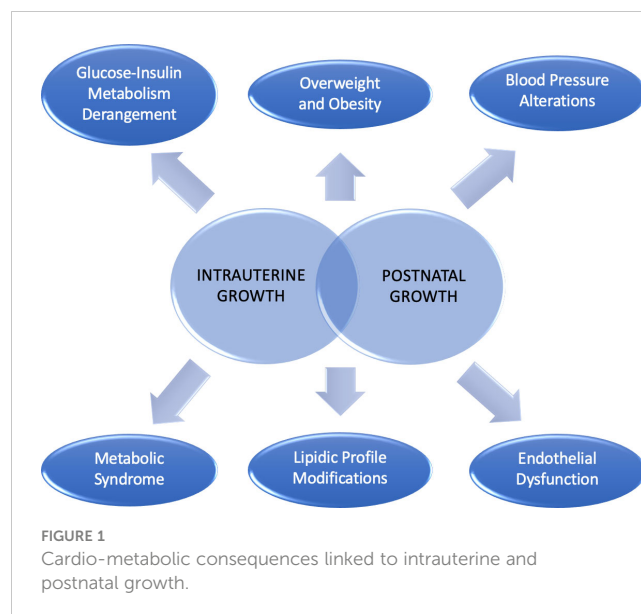 Glucose-Insulin
Metabolism
Derangement
Overweight
and Obesity
Blood Pressure
Alterations
INTRAUTERINE
GROWTH
POSTNATAL
GROWTH
Metabolic
Syndrome
Lipidic Profile
Modifications
Endothelial
Dysfunction
FIGURE 1
Cardio-metabolic consequences linked to intrauterine and
postnatal growth.